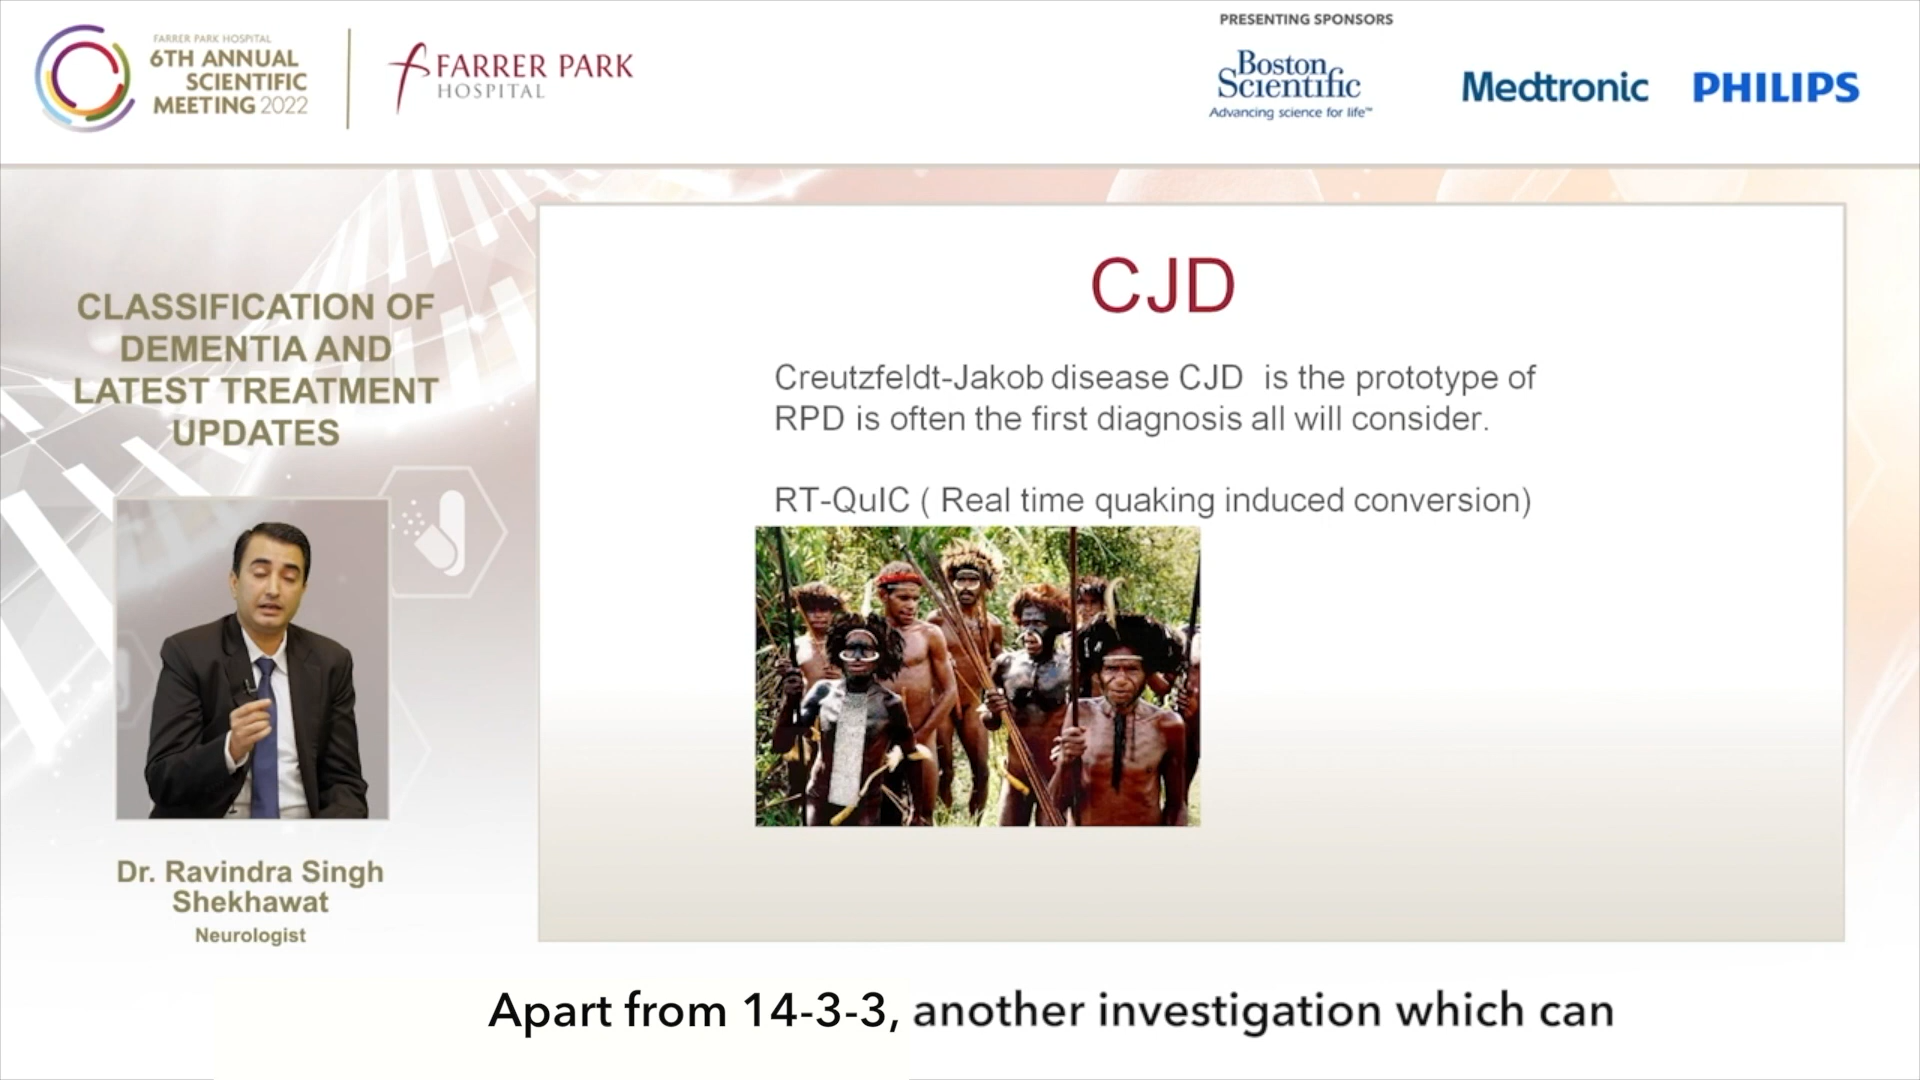 FARRER PARK HOSPITAL
6TH ANNUAL
SCIENTIFIC
MEETING 2022
FARRER PARK
HOSPITAL
PRESENTING SPONSORS
Boston
Scientific
Advancing science for life™
Medtronic
PHILIPS
CLASSIFICATION OF
DEMENTIA AND
LATEST TREATMENT
UPDATES
Dr. Ravindra Singh
Shekhawat
Neurologist
CJD
Creutzfeldt-Jakob disease CJD is the prototype of
RPD is often the first diagnosis all will consider.
RT-QuIC ( Real time quaking induced conversion)
Apart from 14-3-3, another investigation which can